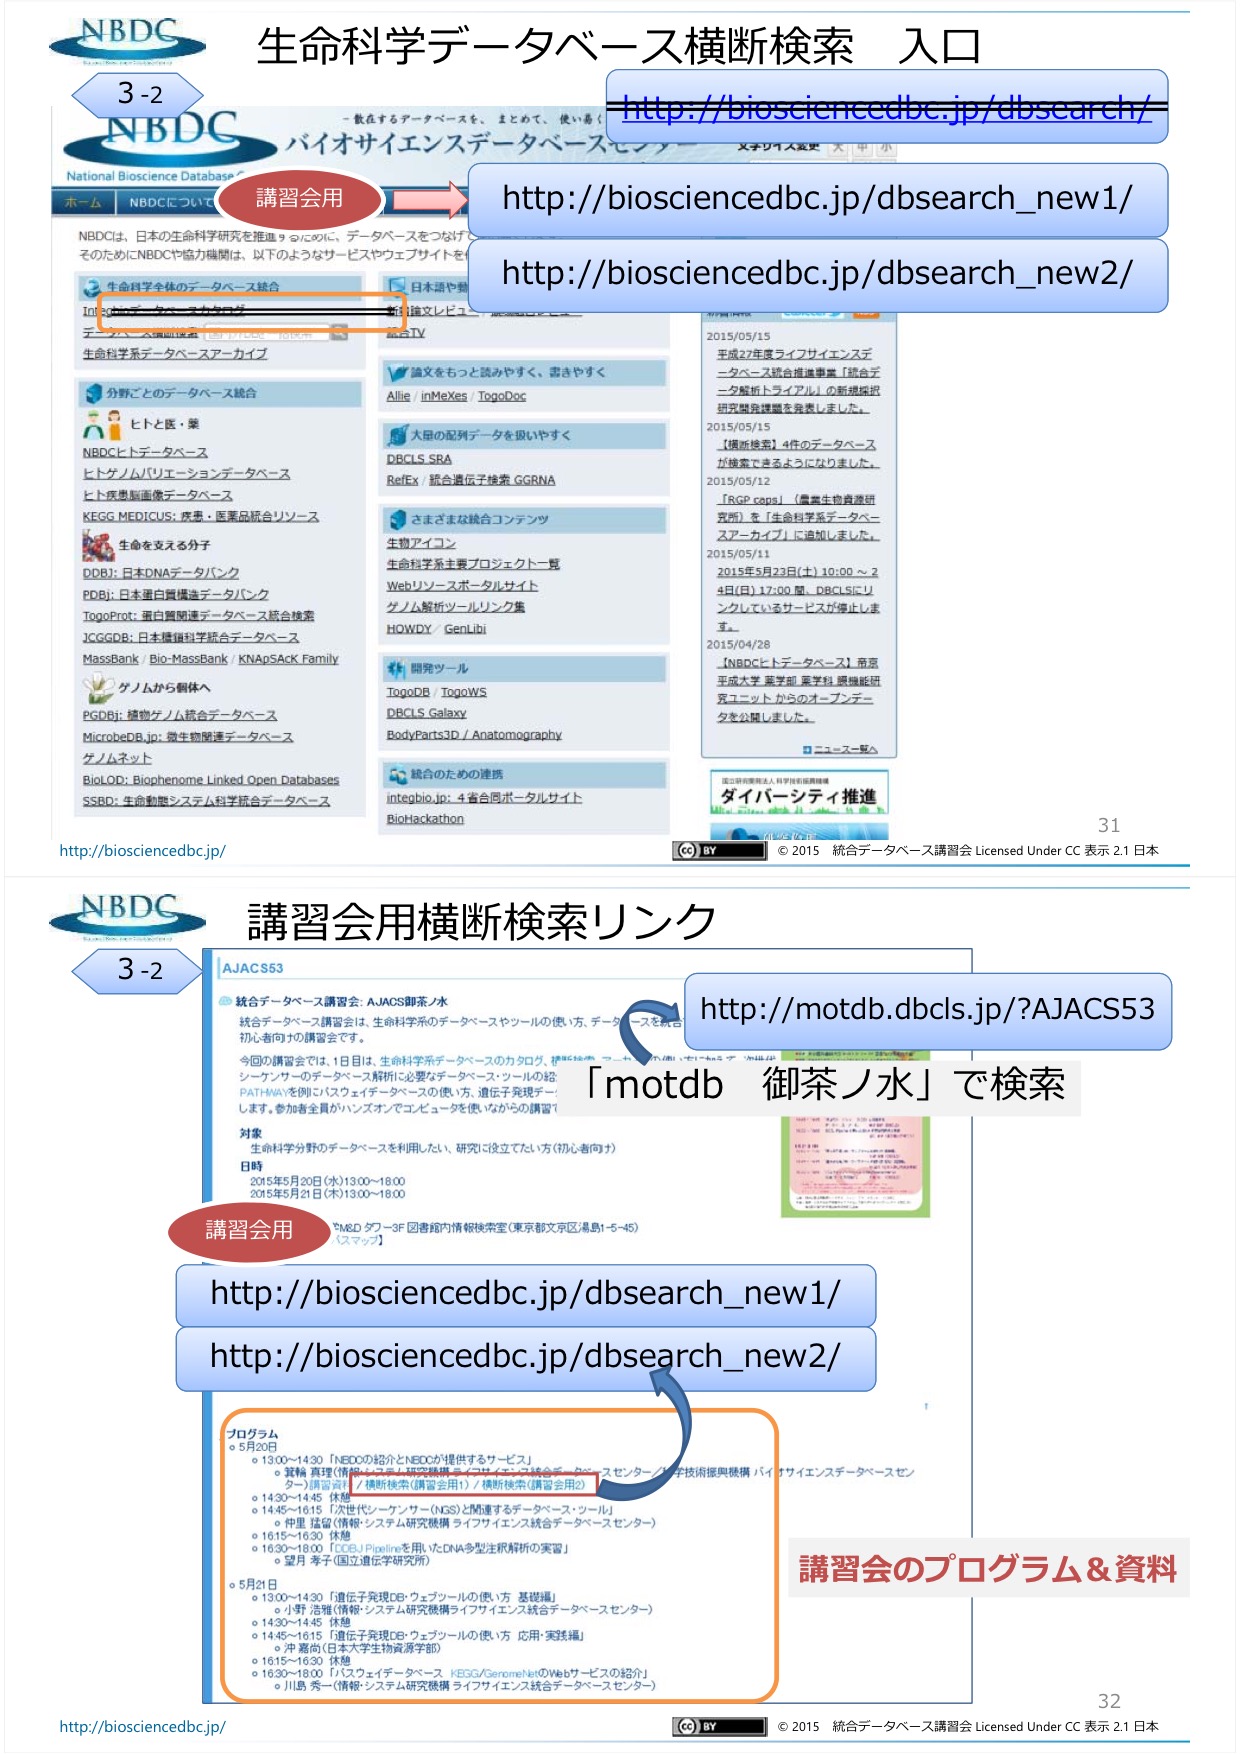 NBDC
生命科学データベース横断検索　入口
3-2
http://biosciencedbc.jp/dbsearch/
NBDC
－散在するデータベースを、まとめて、使い易く
バイオサイエンスデータベースセンター
文字サイズ変更 大 中 小
National Bioscience Database
講習会用
http://biosciencedbc.jp/dbsearch_new1/
ホーム NBDCについて
http://biosciencedbc.jp/dbsearch_new2/
NBDCは、日本の生命科学研究を推進するために、データベースをつなげて
そのためにNBDCや協力機関は、以下のようなサービスやウェブサイトを
生命科学全体のデータベース統合
Integbioデータベースカタログ
データベース横断検索
生命科学系データベースアーカイブ
分野ごとのデータベース統合
ヒトと医・薬
NBDCヒトデータベース
ヒトゲノムバリエーションデータベース
ヒト疾患脳画像データベース
KEGG MEDICUS: 疾患・医薬品統合リソース
生命を支える分子
DDBJ: 日本DNAデータバンク
PDBj: 日本蛋白質構造データバンク
TogoProt: 蛋白質関連データベース統合検索
JCGGDB: 日本糖鎖科学統合データベース
MassBank / Bio-MassBank / KNApSAcK Family
ゲノムから個体へ
PGDBj: 植物ゲノム統合データベース
MicrobeDB.jp: 微生物関連データベース
ゲノムネット
BioLOD: Biophenome Linked Open Databases
SSBD: 生命動態システム科学統合データベース
日本語や動
新着論文レビュー
統合TV
論文をもっと読みやすく、書きやすく
Allie / inMeXes / TogoDoc
大量の配列データを扱いやすく
DBCLS SRA
RefEx / 統合遺伝子検索 GGRNA
さまざまな統合コンテンツ
生物アイコン
生命科学系主要プロジェクト一覧
Webリソースポータルサイト
ゲノム解析ツールリンク集
HOWDY / GenLibi
開発ツール
TogoDB / TogoWS
DBCLS Galaxy
BodyParts3D / Anatomography
統合のための連携
integbio.jp: 4省合同ポータルサイト
BioHackathon
2015/05/15
平成27年度ライフサイエンスデ
ータベース統合推進事業「統合デ
ータ解析トライアル」の新規採択
研究開発課題を発表しました。
2015/05/15
【横断検索】4件のデータベース
が検索できるようになりました。
2015/05/12
「RGP caps」（農業生物資源研
究所）を「生命科学系データベー
スアーカイブ」に追加しました。
2015/05/11
2015年5月23日(土) 10:00 ～ 2
4日(日) 17:00 間、DBCLSにリ
ンクしているサービスが停止しま
す。
2015/04/28
【NBDCヒトデータベース】帝京
平成大学 薬学部 薬学科 膜機能研
究ユニット からのオープンデー
タを公開しました。
ニュース一覧へ
国立研究開発法人 科学技術振興機構
ダイバーシティ推進
31
http://biosciencedbc.jp/
CC BY
© 2015　統合データベース講習会 Licensed Under CC 表示 2.1 日本
NBDC
講習会用横断検索リンク
3-2
AJACS53
http://motdb.dbcls.jp/?AJACS53
統合データベース講習会: AJACS御茶ノ水
統合データベース講習会は、生命科学系のデータベースやツールの使い方、データベースを統合
初心者向けの講習会です。
今回の講習会では、1日目は、生命科学系データベースのカタログ、横断検索、アーカイブの使い方にかえて、次世代
シーケンサーのデータベース解析に必要なデータベース・ツールの紹
PATHWAYを例にパスウェイデータベースの使い方、遺伝子発現デー
します。参加者全員がハンズオンでコンピュータを使いながらの講習で
「motdb　御茶ノ水」で検索
対象
生命科学分野のデータベースを利用したい、研究に役立てたい方(初心者向け)
日時
2015年5月20日(水)13:00～18:00
2015年5月21日(木)13:00～18:00
講習会用
M&D タワー3F 図書館内情報検索室(東京都文京区湯島1-5-45)
スマップ】
http://biosciencedbc.jp/dbsearch_new1/
http://biosciencedbc.jp/dbsearch_new2/
プログラム
5月20日
13:00～14:30 「NBDCの紹介とNBDCが提供するサービス」
箕輪 真理(情報・システム研究機構 ライフサイエンス統合データベースセンター／科学技術振興機構 バイオサイエンスデータベースセン
ター)講習資料 / 横断検索(講習会用1) / 横断検索(講習会用2)
14:30～14:45 休憩
14:45～16:15 「次世代シーケンサー(NGS)と関連するデータベース・ツール」
仲里 猛留(情報・システム研究機構 ライフサイエンス統合データベースセンター)
16:15～16:30 休憩
16:30～18:00 「DDBJ Pipelineを用いたDNA多型注釈解析の実習」
望月 孝子(国立遺伝学研究所)
講習会のプログラム＆資料
5月21日
13:00～14:30 「遺伝子発現DB・ウェブツールの使い方 基礎編」
小野 浩雅(情報・システム研究機構ライフサイエンス統合データベースセンター)
14:30～14:45 休憩
14:45～16:15 「遺伝子発現DB・ウェブツールの使い方 応用・実践編」
沖 嘉尚(日本大学生物資源学部)
16:15～16:30 休憩
16:30～18:00 「パスウェイデータベース KEGG/GenomeNetのWebサービスの紹介」
川島 秀一(情報・システム研究機構 ライフサイエンス統合データベースセンター)
32
http://biosciencedbc.jp/
CC BY
© 2015　統合データベース講習会 Licensed Under CC 表示 2.1 日本